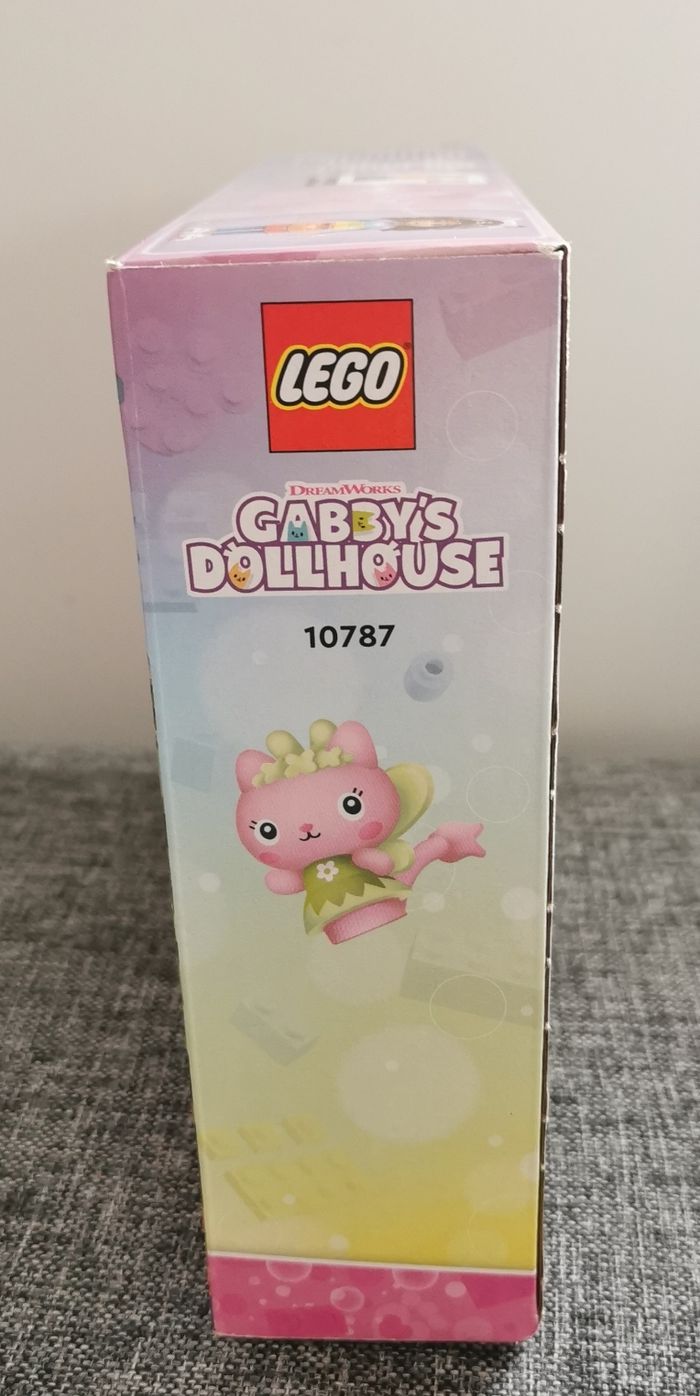 LEGO
DREAMWORKS
GABBY'S
DOLLHOUSE
10787